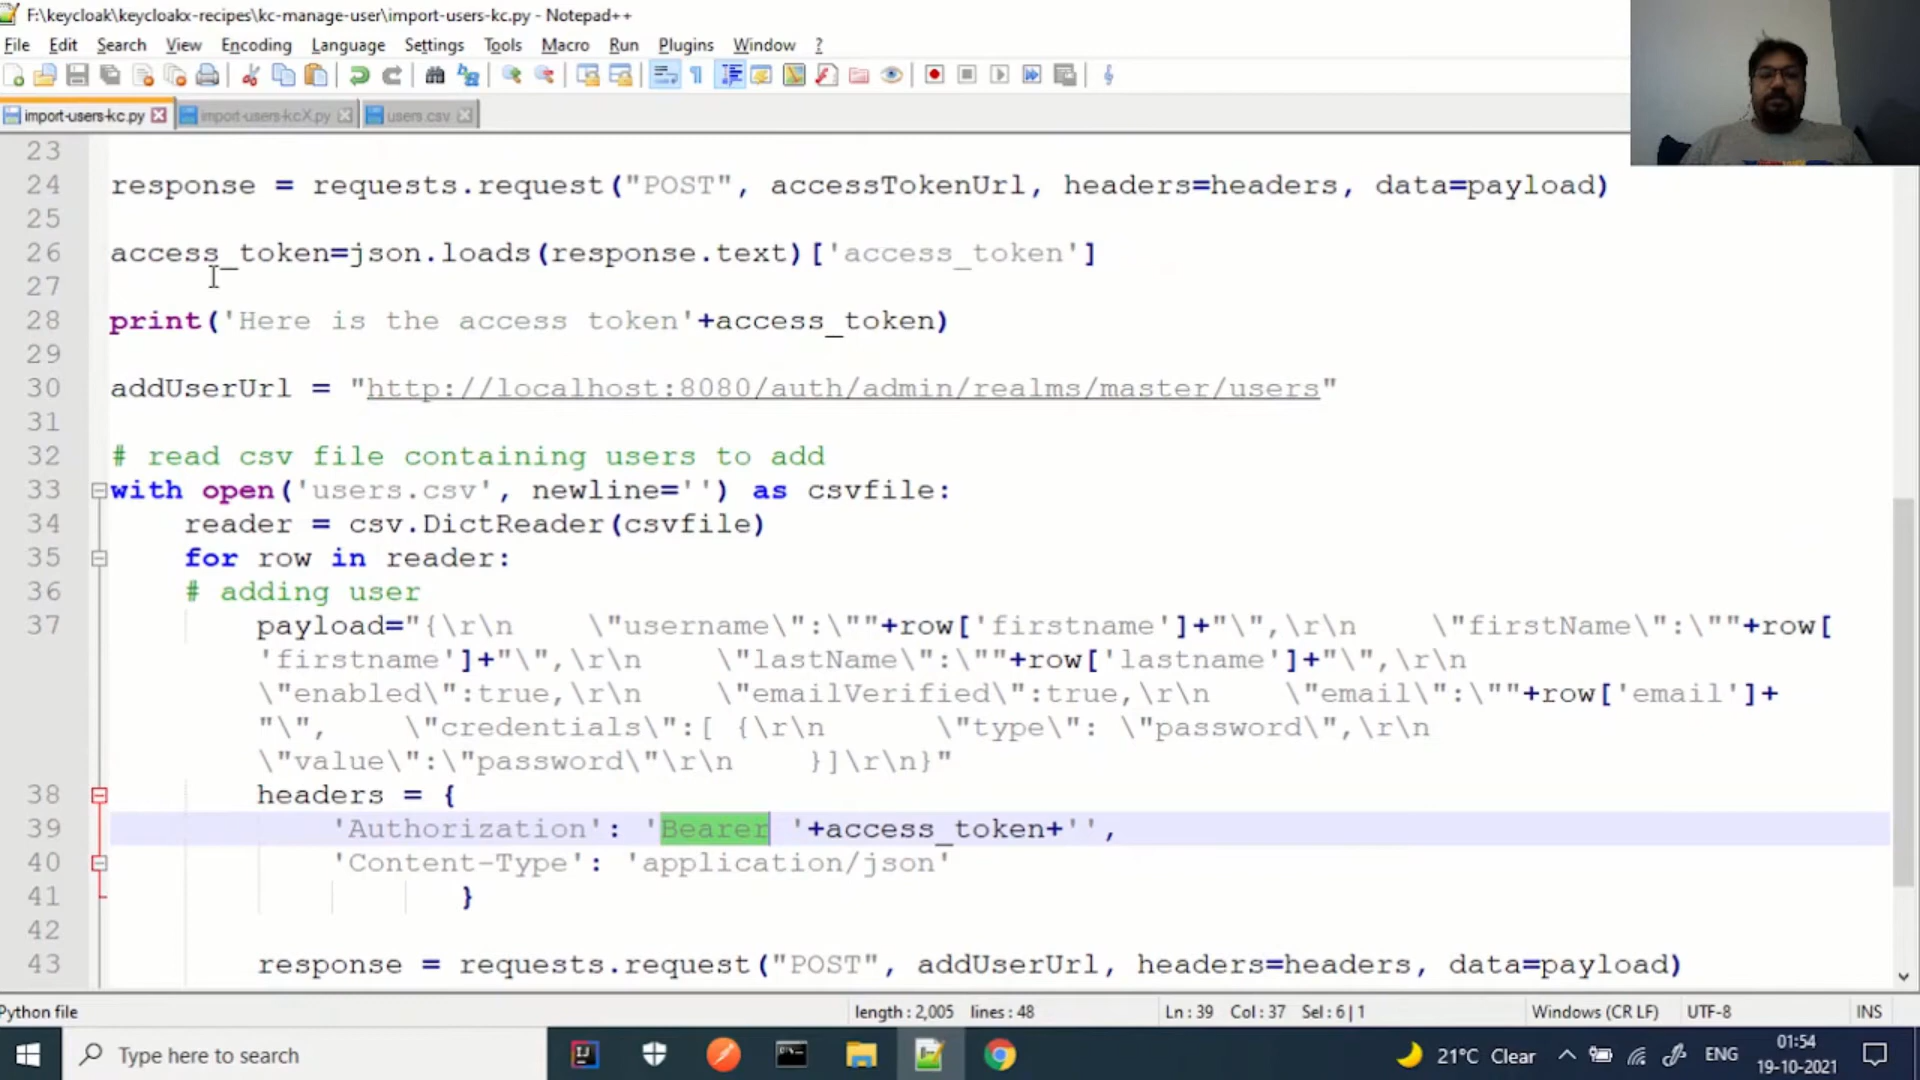 F:\keycloak\keycloakx-recipes\kc-manage-user\import-users-kc.py - Notepad++
File Edit Search View Encoding Language Settings Tools Macro Run Plugins Window ?
import-users-kc.py import-users-kcX.py users.csv
23
24 response = requests.request("POST", accessTokenUrl, headers=headers, data=payload)
25
26 access_token=json.loads(response.text)['access_token']
27
28 print('Here is the access token'+access_token)
29
30 addUserUrl = "http://localhost:8080/auth/admin/realms/master/users"
31
32 # read csv file containing users to add
33 with open('users.csv', newline='') as csvfile:
34 reader = csv.DictReader(csvfile)
35 for row in reader:
36 # adding user
37 payload="{\r\n    \"username\":\""+row['firstname']+"\",\r\n    \"firstName\":\""+row[
'firstname']+"\",\r\n    \"lastName\":\""+row['lastname']+"\",\r\n
\"enabled\":true,\r\n    \"emailVerified\":true,\r\n    \"email\":\""+row['email']+
"\",    \"credentials\":[ {\r\n      \"type\": \"password\",\r\n
\"value\":\"password\"\r\n    }]\r\n}"
38 headers = {
39 'Authorization': 'Bearer '+access_token+'',
40 'Content-Type': 'application/json'
41 }
42
43 response = requests.request("POST", addUserUrl, headers=headers, data=payload)
Python file length : 2,005 lines : 48 Ln : 39 Col : 37 Sel : 6 | 1 Windows (CR LF) UTF-8 INS
Type here to search 21°C Clear ENG 01:54
19-10-2021